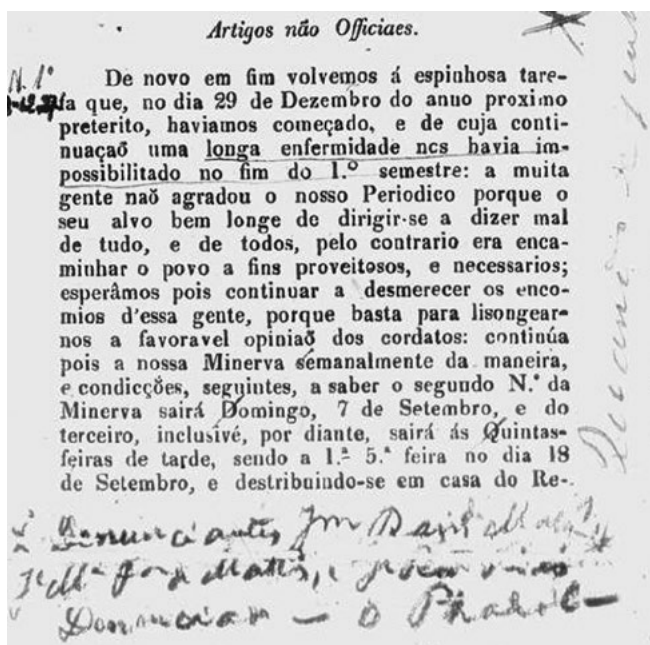 Artigos não Officiaes.
N. 1º
De novo em fim volvemos á espinhosa tare-
fa que, no dia 29 de Dezembro do anno proximo
preterito, haviamos começado, e de cuja conti-
nuaçaõ uma longa enfermidade nos havia im-
possibilitado no fim do 1.º semestre: a muita
gente naõ agradou o nosso Periodico porque o
seu alvo bem longe de dirigir-se a dizer mal
de tudo, e de todos, pelo contrario era enca-
minhar o povo a fins proveitosos, e necessarios;
esperâmos pois continuar a desmerecer os enco-
mios d'essa gente, porque basta para lisongear-
nos a favoravel opiniaõ dos cordatos: continúa
pois a nossa Minerva semanalmente da maneira,
e condicções, seguintes, a saber o segundo N.º da
Minerva sairá Domingo, 7 de Setembro, e do
terceiro, inclusivé, por diante, sairá ás Quintas-
feiras de tarde, sendo a 1.ª 5.ª feira no dia 18
de Setembro, e destribuindo-se em casa do Re-
Denunciantes
Denunciar — O